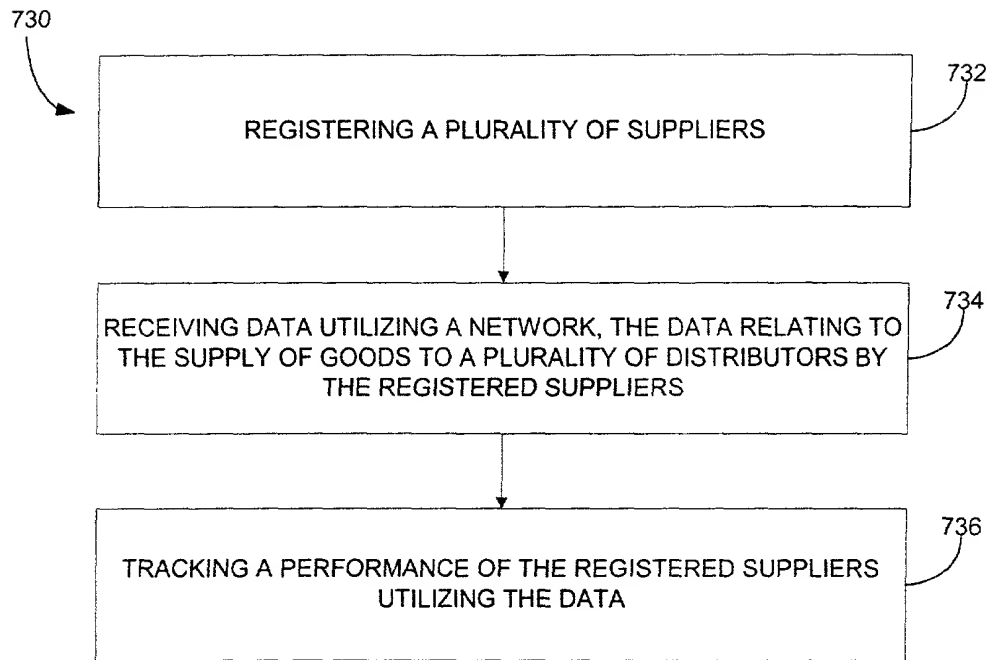 730
732
REGISTERING A PLURALITY OF SUPPLIERS
734
RECEIVING DATA UTILIZING A NETWORK, THE DATA RELATING TO
THE SUPPLY OF GOODS TO A PLURALITY OF DISTRIBUTORS BY
THE REGISTERED SUPPLIERS
736
TRACKING A PERFORMANCE OF THE REGISTERED SUPPLIERS
UTILIZING THE DATA